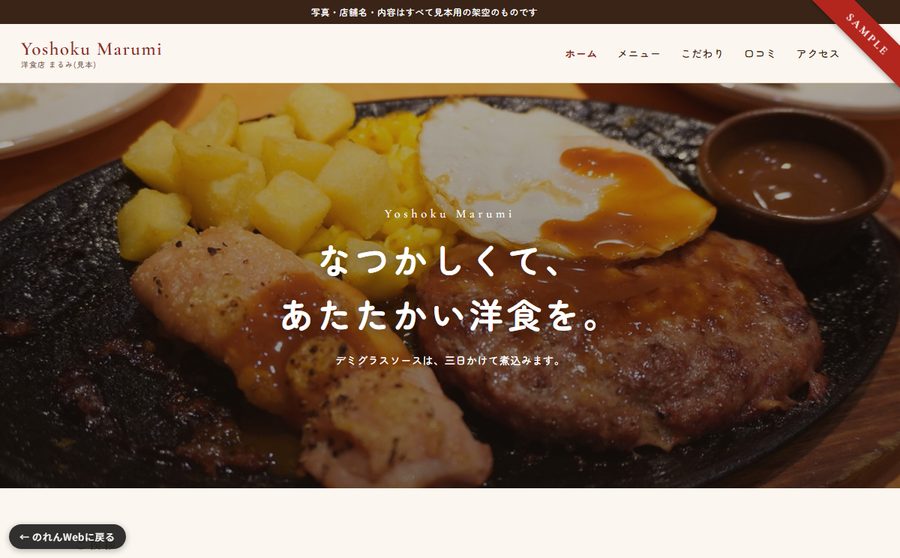 写真・店舗名・内容はすべて見本用の架空のものです
SAMPLE
Yoshoku Marumi
洋食店 まるみ(見本)
ホーム メニュー こだわり 口コミ アクセス
Yoshoku Marumi
なつかしくて、
あたたかい洋食を。
デミグラスソースは、三日かけて煮込みます。
← のれんWebに戻る